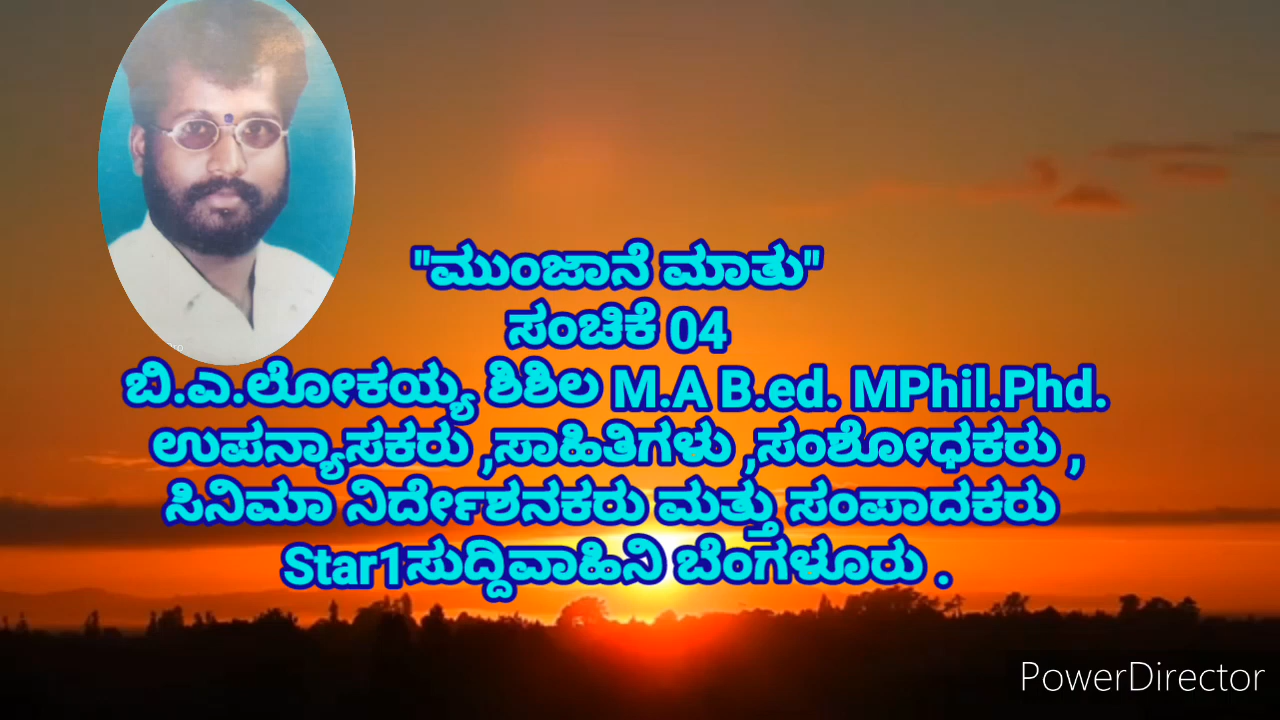 "ಮುಂಜಾನೆ ಮಾತು"
ಸಂಚಿಕೆ 04
ಬಿ.ಎ.ಲೋಕಯ್ಯ ಶಿಶಿಲ M.A B.ed. MPhil.Phd.
ಉಪನ್ಯಾಸಕರು ,ಸಾಹಿತಿಗಳು ,ಸಂಶೋಧಕರು ,
ಸಿನಿಮಾ ನಿರ್ದೇಶನಕರು ಮತ್ತು ಸಂಪಾದಕರು
Star1ಸುದ್ದಿವಾಹಿನಿ ಬೆಂಗಳೂರು .
PowerDirector